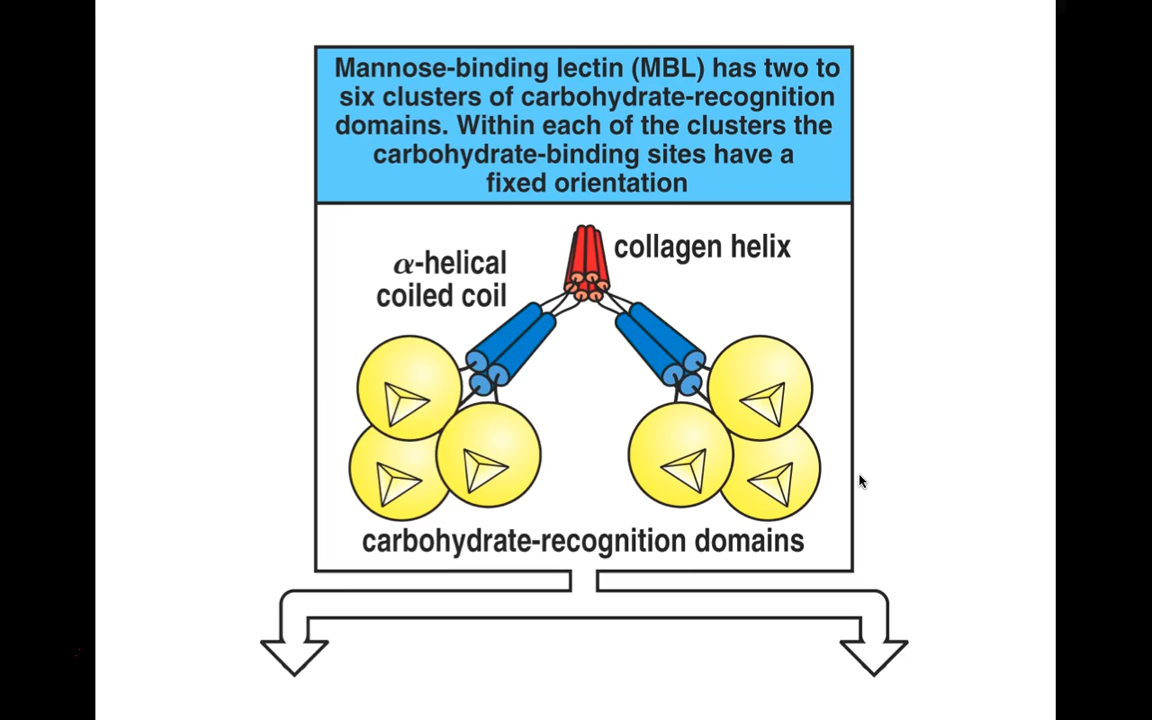 Mannose-binding lectin (MBL) has two to
six clusters of carbohydrate-recognition
domains. Within each of the clusters the
carbohydrate-binding sites have a
fixed orientation
collagen helix
α-helical
coiled coil
carbohydrate-recognition domains